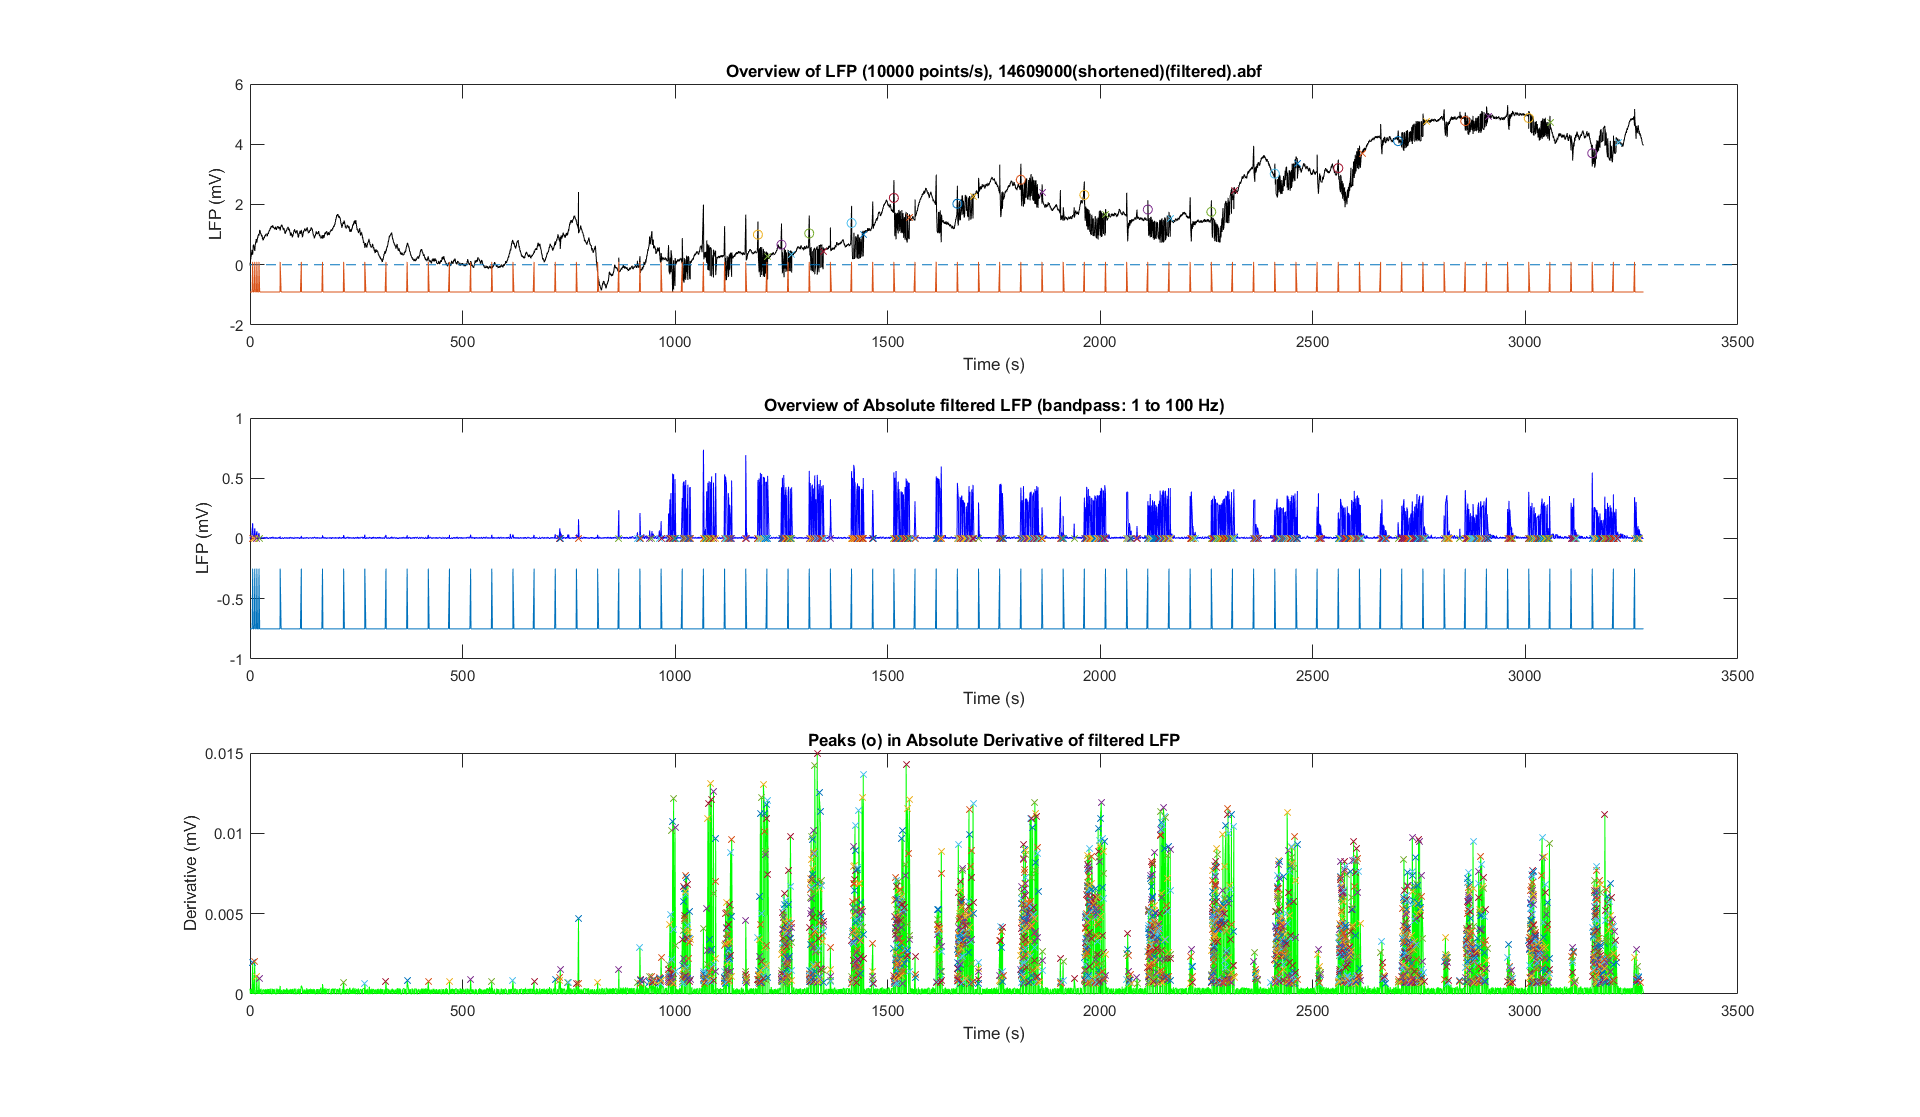 Overview of LFP (10000 points/s), 14609000(shortened)(filtered).abf
6
4
2
0
-2
LFP (mV)
0 500 1000 1500 2000 2500 3000 3500
Time (s)
Overview of Absolute filtered LFP (bandpass: 1 to 100 Hz)
1
0.5
0
-0.5
-1
LFP (mV)
0 500 1000 1500 2000 2500 3000 3500
Time (s)
Peaks (o) in Absolute Derivative of filtered LFP
0.015
0.01
0.005
0
Derivative (mV)
0 500 1000 1500 2000 2500 3000 3500
Time (s)